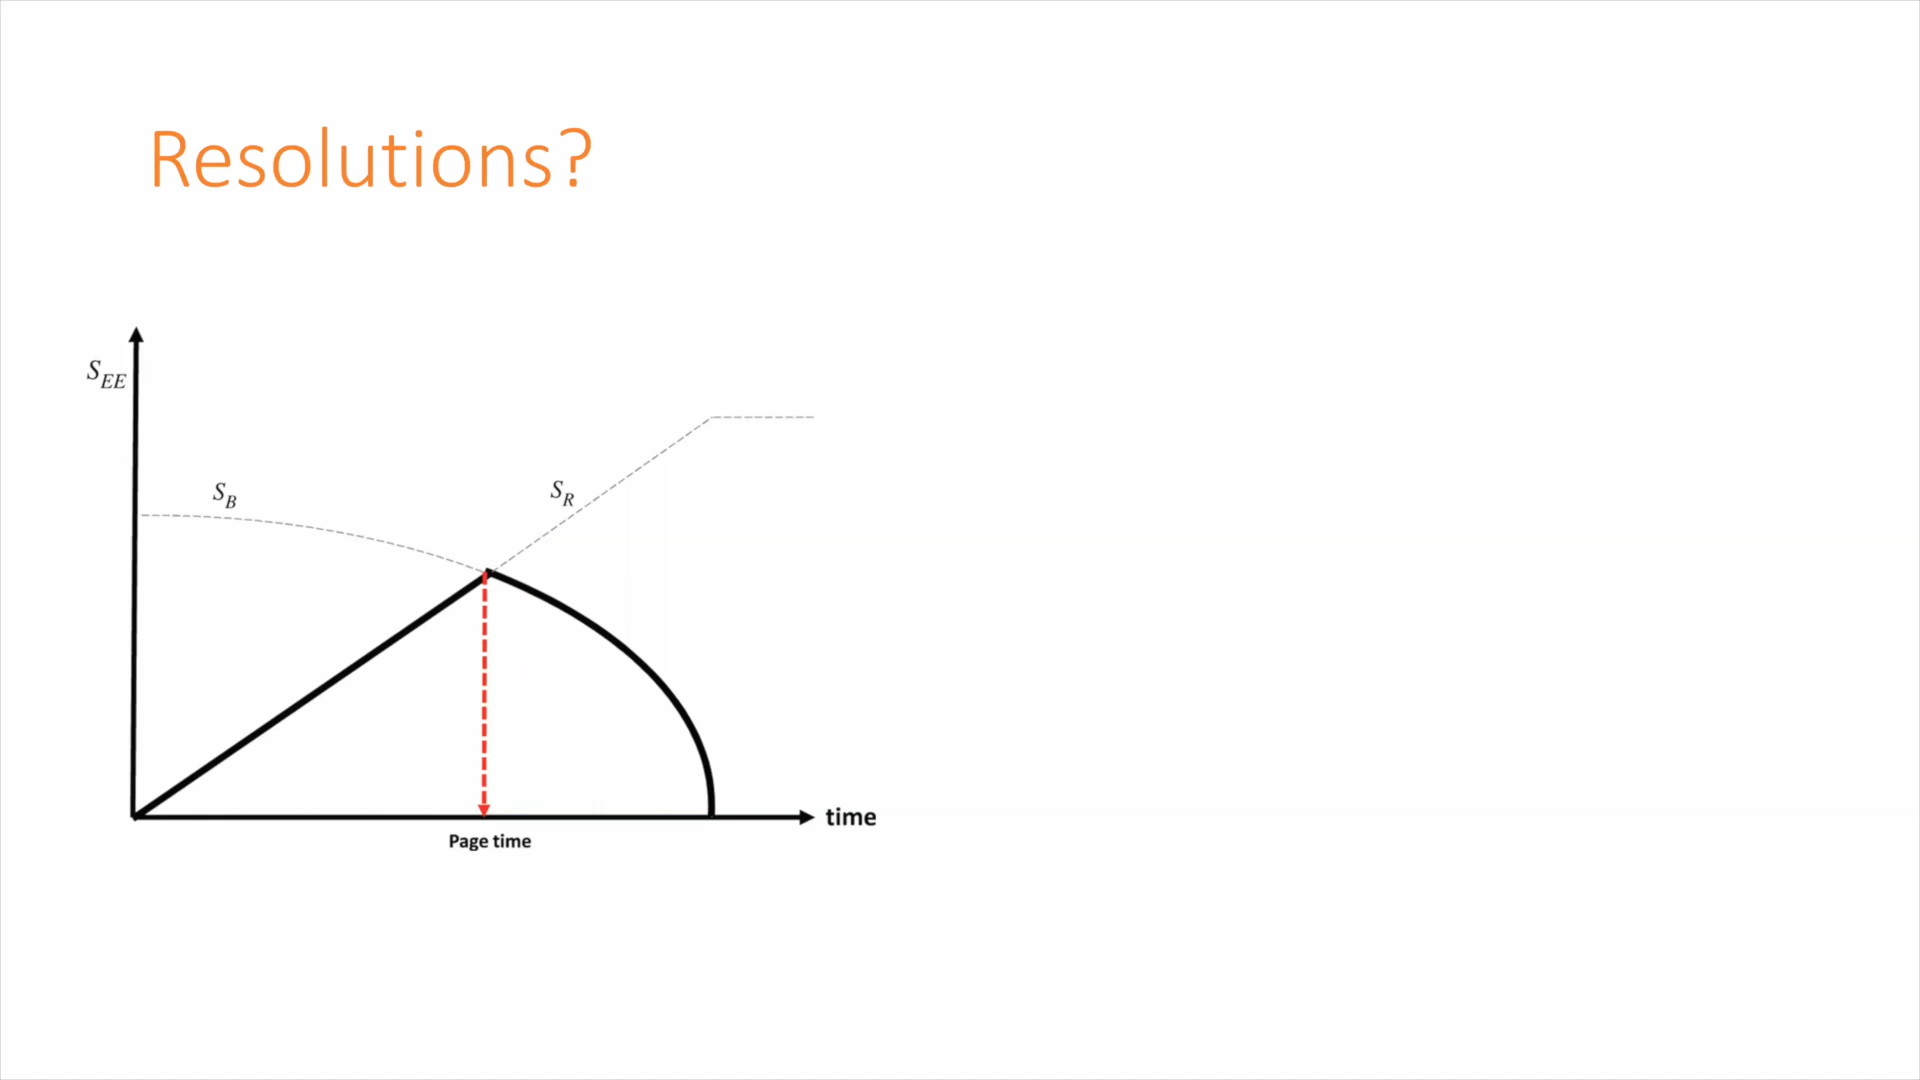 Resolutions?
S_EE
S_B
S_R
time
Page time